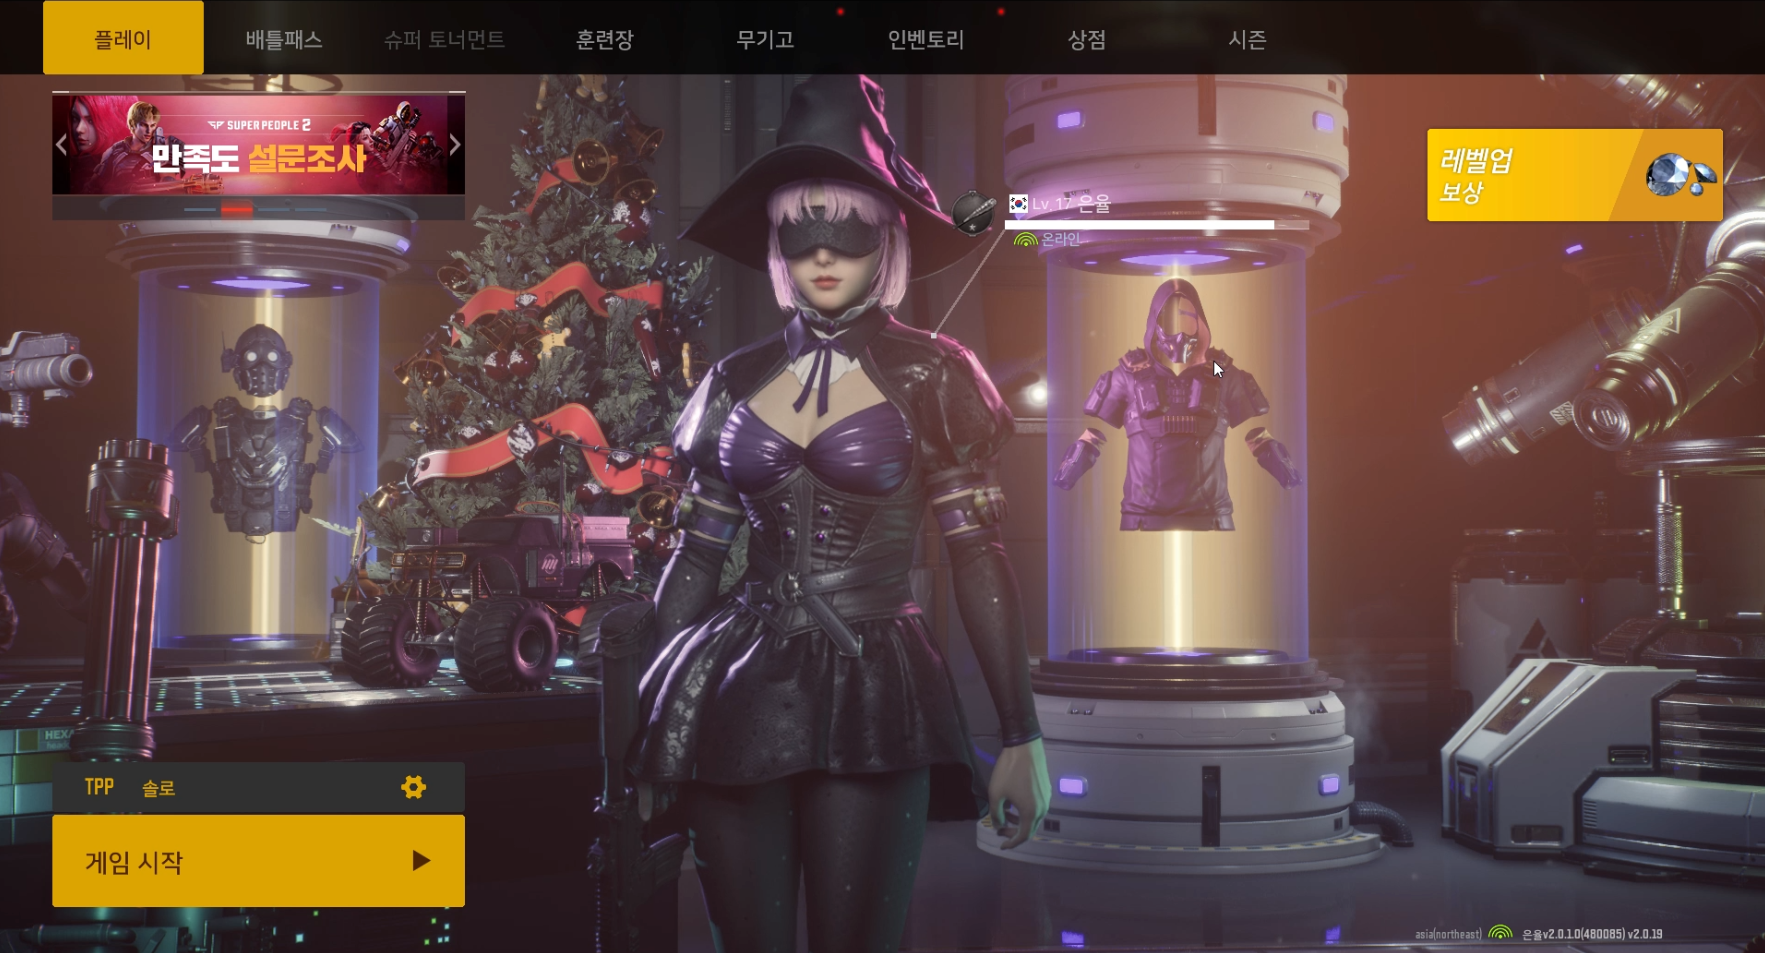 플레이
배틀패스
슈퍼 토너먼트
훈련장
무기고
인벤토리
상점
시즌
SUPER PEOPLE 2
만족도 설문조사
Lv. 17 은율
온라인
레벨업
보상
HEXA
TPP 솔로
게임 시작
asia(northeast) 은율v2.0.1.0(480085) v2.0.19